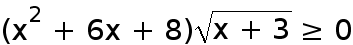 (x² + 6x + 8)√(x + 3) ≥ 0